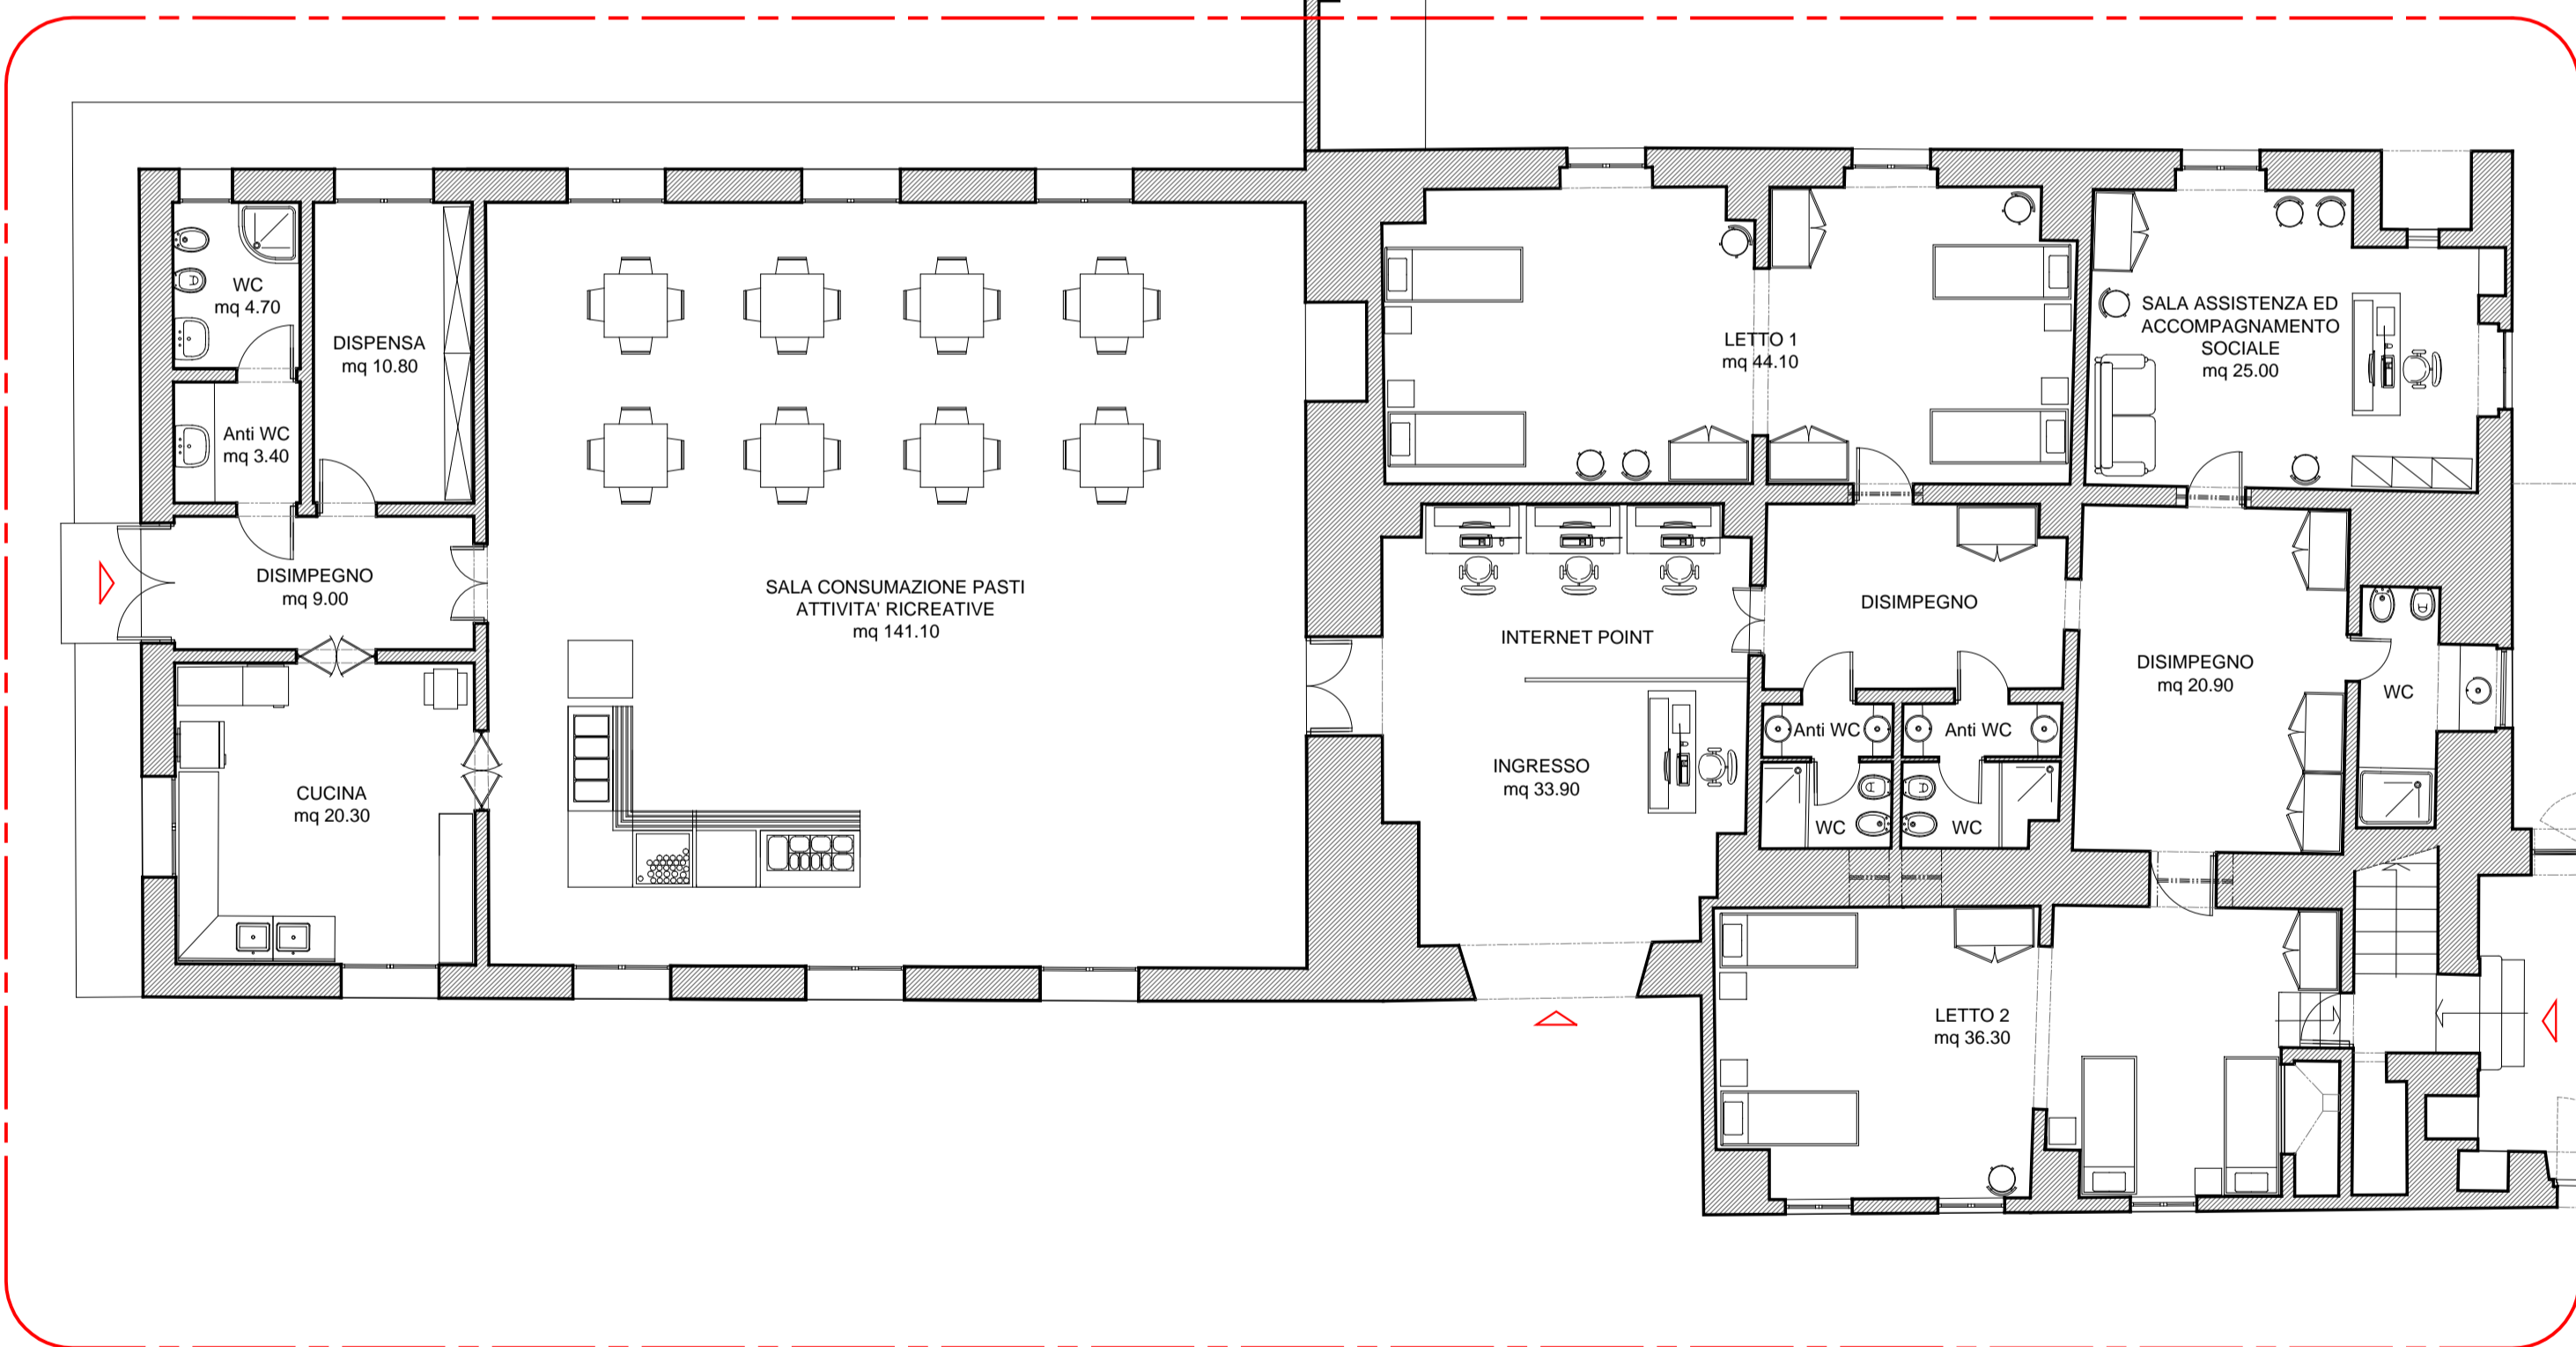 WC
mq 4.70
DISPENSA
mq 10.80
Anti WC
mq 3.40
DISIMPEGNO
mq 9.00
CUCINA
mq 20.30
SALA CONSUMAZIONE PASTI
ATTIVITA' RICREATIVE
mq 141.10
LETTO 1
mq 44.10
SALA ASSISTENZA ED
ACCOMPAGNAMENTO
SOCIALE
mq 25.00
INTERNET POINT
INGRESSO
mq 33.90
DISIMPEGNO
Anti WC
Anti WC
WC
WC
DISIMPEGNO
mq 20.90
WC
LETTO 2
mq 36.30